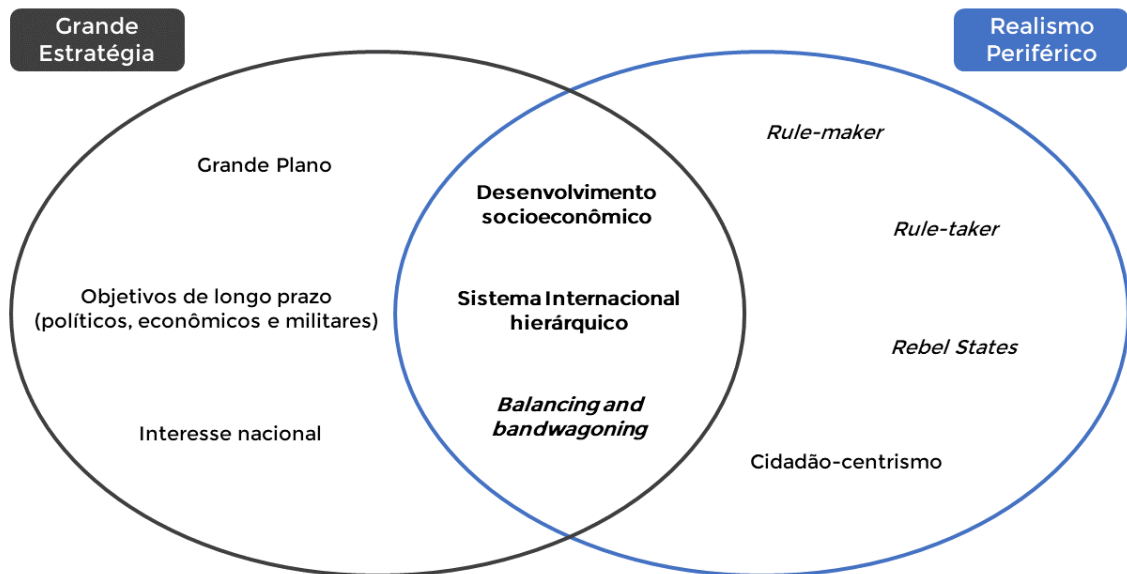 Grande
Estratégia
Realismo
Periférico
Grande Plano
Objetivos de longo prazo
(políticos, econômicos e militares)
Interesse nacional
Desenvolvimento
socioeconômico
Sistema Internacional
hierárquico
Balancing and
bandwagoning
Rule-maker
Rule-taker
Rebel States
Cidadão-centrismo